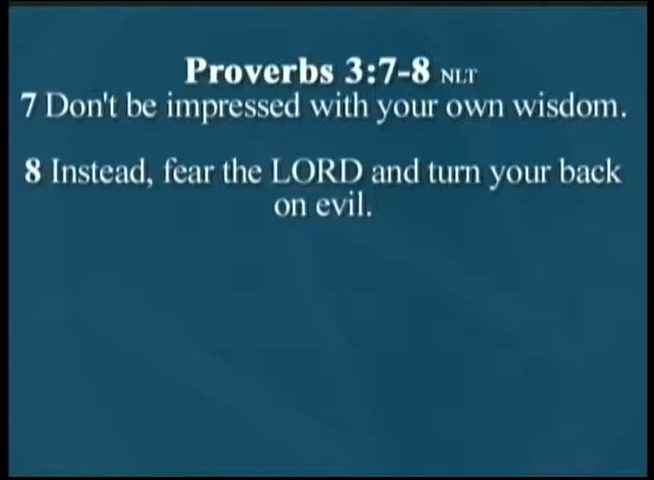 Proverbs 3:7-8 NLT
7 Don't be impressed with your own wisdom.
8 Instead, fear the LORD and turn your back
on evil.